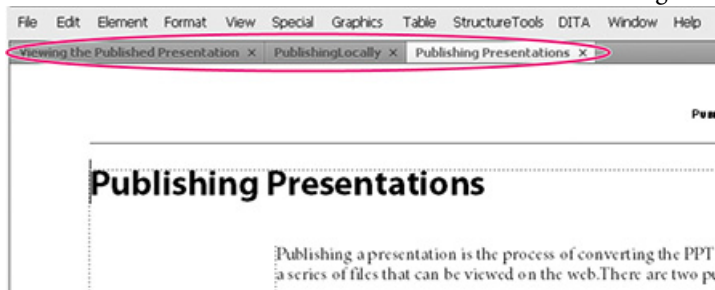 File Edit Element Format View Special Graphics Table StructureTools DITA Window Help
Viewing the Published Presentation × PublishingLocally × Publishing Presentations ×
Publishing Presentations
Publishing a presentation is the process of converting the PPT
a series of files that can be viewed on the web.There are two